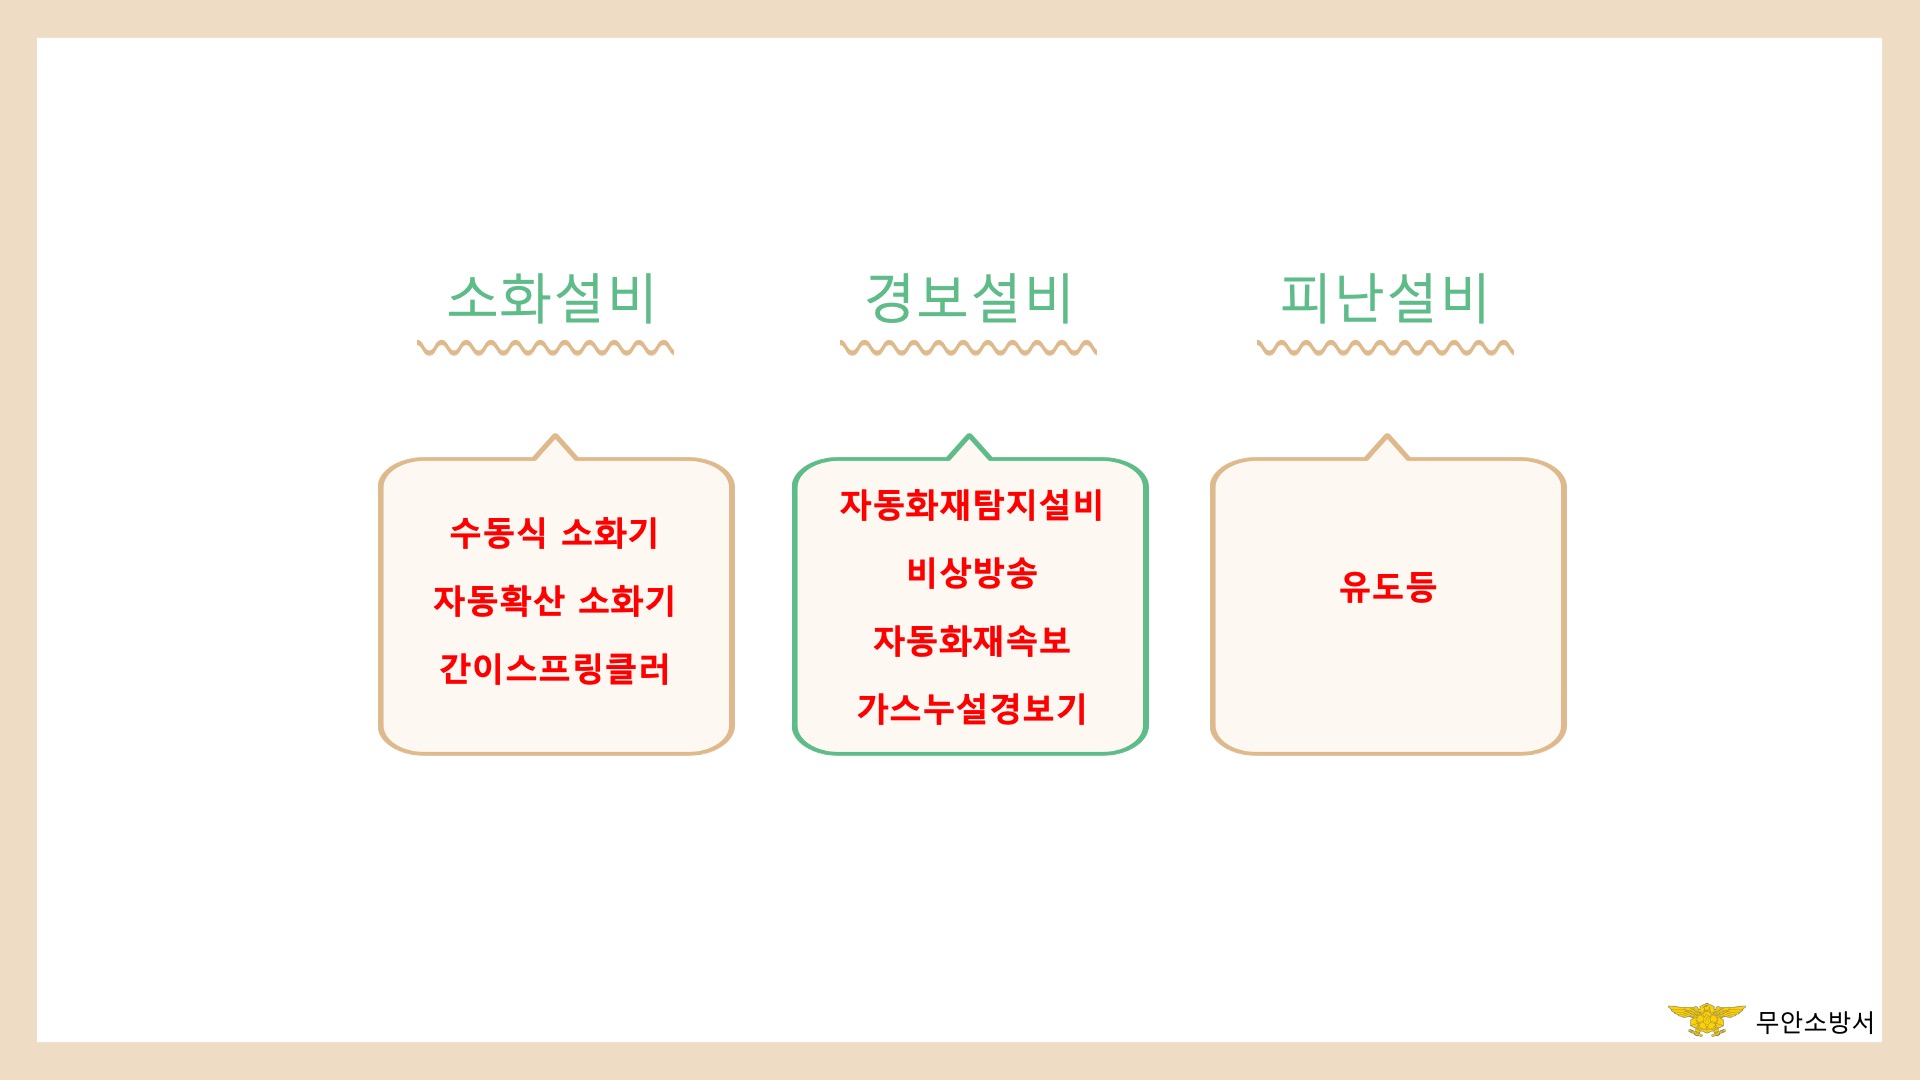 소화설비
수동식 소화기
자동확산 소화기
간이스프링클러
경보설비
자동화재탐지설비
비상방송
자동화재속보
가스누설경보기
피난설비
유도등
무안소방서